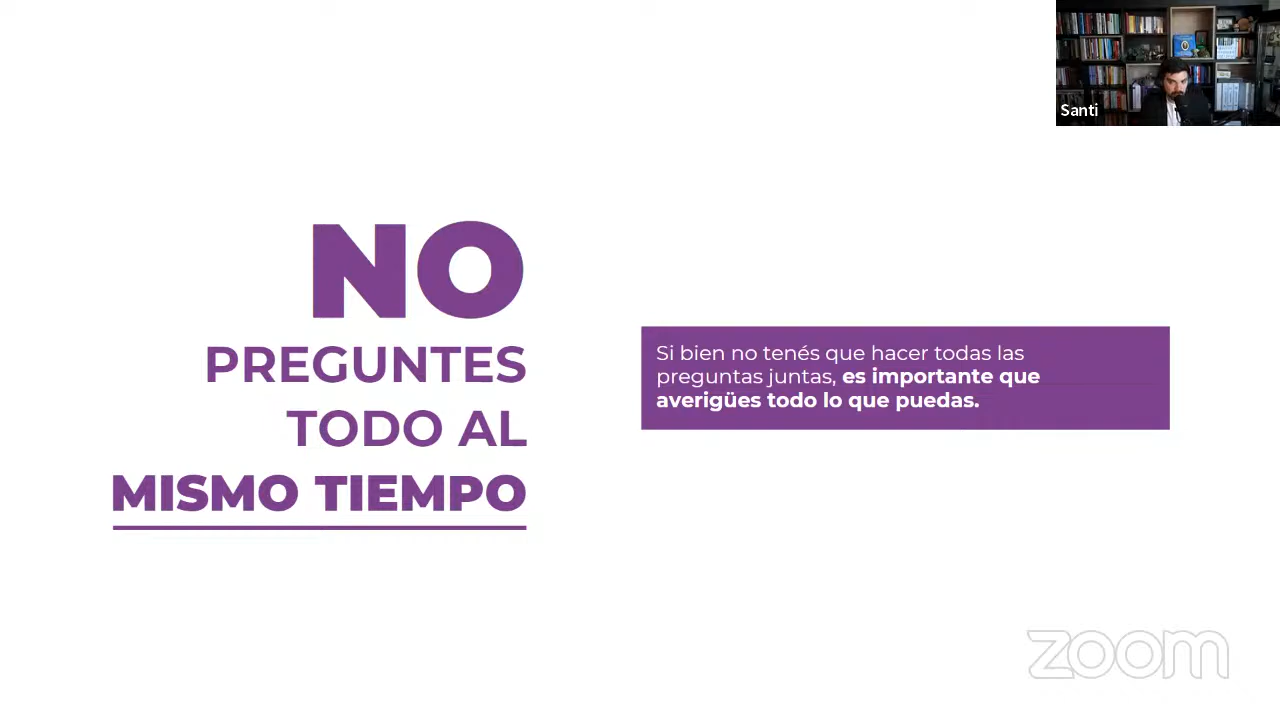 Santi
NO
PREGUNTES
TODO AL
MISMO TIEMPO
Si bien no tenés que hacer todas las
preguntas juntas, es importante que
averigües todo lo que puedas.
zoom